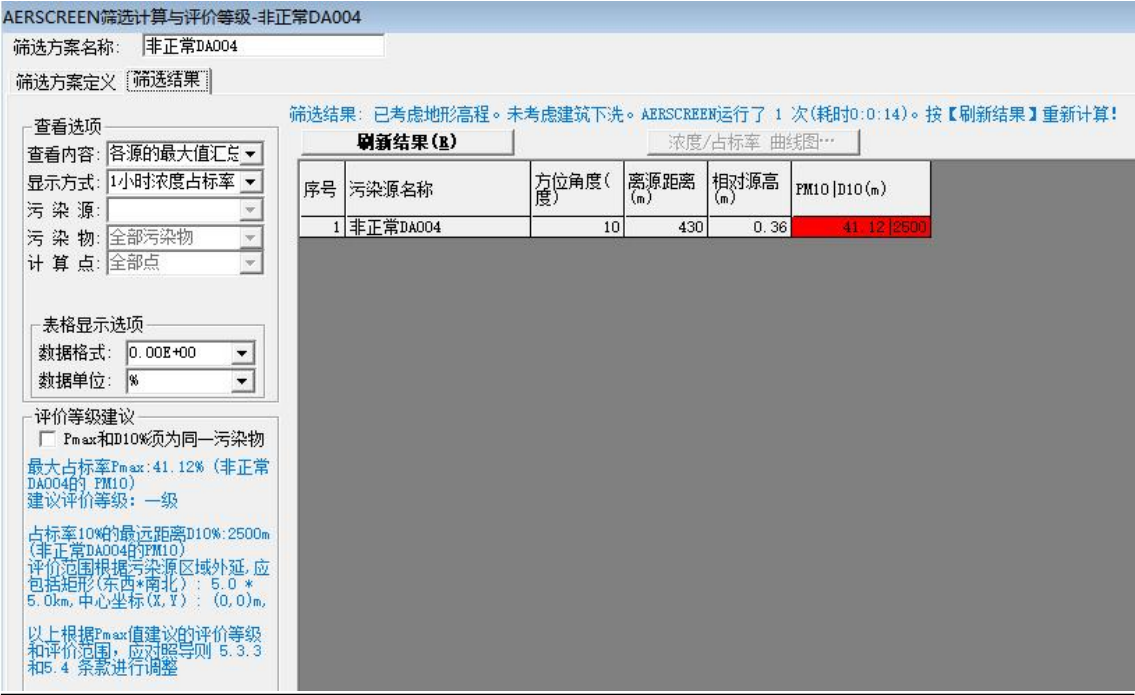 AERSCREEN筛选计算与评价等级-非正常DA004
筛选方案名称: 非正常DA004
筛选方案定义 筛选结果
筛选结果: 已考虑地形高程。未考虑建筑下洗。AERSCREEN运行了 1 次(耗时0:0:14)。按【刷新结果】重新计算!
刷新结果(R) 浓度/占标率 曲线图…
查看选项
查看内容: 各源的最大值汇总
显示方式: 1小时浓度占标率
污 染 源:
污 染 物: 全部污染物
计 算 点: 全部点
序号 污染源名称 方位角度(度) 离源距离(m) 相对源高(m) PM10|D10(m)
1 非正常DA004 10 430 0.36 41.12|2500
表格显示选项
数据格式: 0.00E+00
数据单位: %
评价等级建议
Pmax和D10%须为同一污染物
最大占标率Pmax:41.12% (非正常
DA004的 PM10)
建议评价等级: 一级
占标率10%的最远距离D10%:2500m
(非正常DA004的PM10)
评价范围根据污染源区域外延,应
包括矩形(东西*南北) : 5.0 *
5.0km,中心坐标(X,Y) : (0,0)m,
以上根据Pmax值建议的评价等级
和评价范围, 应对照导则 5.3.3
和5.4 条款进行调整